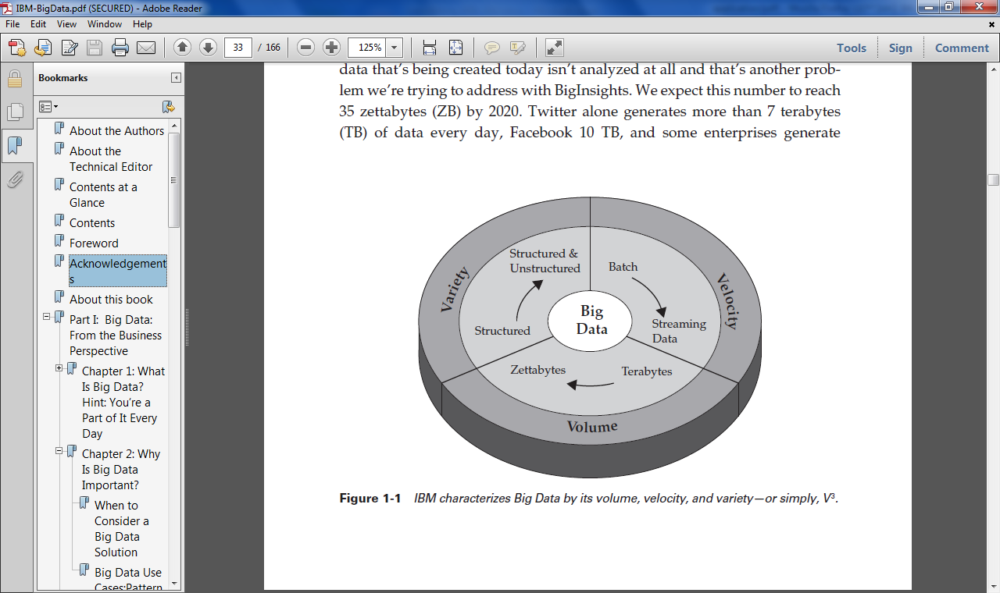 IBM-BigData.pdf (SECURED) - Adobe Reader
File Edit View Window Help
33 / 166
125%
Tools Sign Comment
Bookmarks
About the Authors
About the
Technical Editor
Contents at a
Glance
Contents
Foreword
Acknowledgement
s
About this book
Part I: Big Data:
From the Business
Perspective
Chapter 1: What
Is Big Data?
Hint: You're a
Part of It Every
Day
Chapter 2: Why
Is Big Data
Important?
When to
Consider a
Big Data
Solution
Big Data Use
Cases:Pattern
data that's being created today isn't analyzed at all and that's another prob-
lem we're trying to address with BigInsights. We expect this number to reach
35 zettabytes (ZB) by 2020. Twitter alone generates more than 7 terabytes
(TB) of data every day, Facebook 10 TB, and some enterprises generate
Variety
Structured &
Unstructured
Structured
Batch
Streaming
Data
Velocity
Big
Data
Zettabytes
Terabytes
Volume
Figure 1-1 IBM characterizes Big Data by its volume, velocity, and variety—or simply, V³.